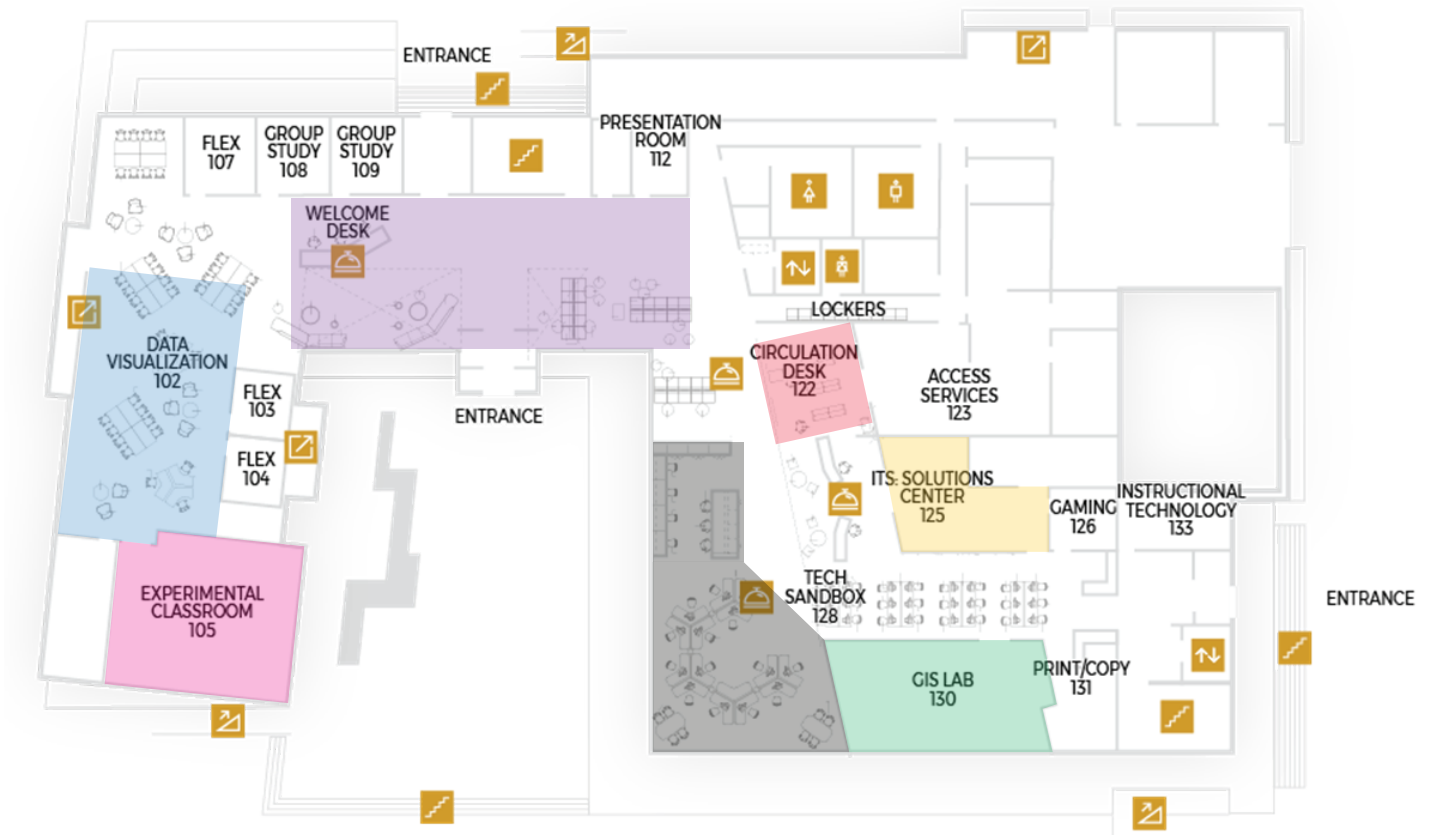 ENTRANCE
PRESENTATION
ROOM
112
FLEX
107
GROUP
STUDY
108
GROUP
STUDY
109
WELCOME
DESK
LOCKERS
DATA
VISUALIZATION
102
CIRCULATION
DESK
122
ACCESS
SERVICES
123
FLEX
103
ENTRANCE
FLEX
104
ITS: SOLUTIONS
CENTER
125
GAMING
126
INSTRUCTIONAL
TECHNOLOGY
133
EXPERIMENTAL
CLASSROOM
105
TECH
SANDBOX
128
ENTRANCE
GIS LAB
130
PRINT/COPY
131